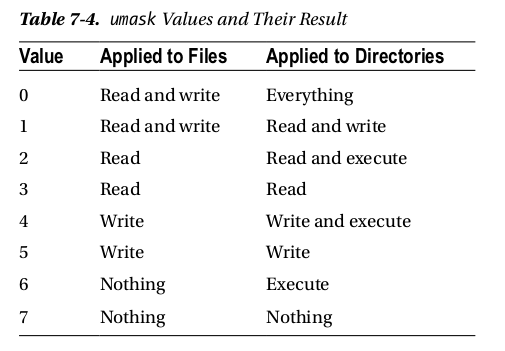 Table 7-4. umask Values and Their Result
Value Applied to Files Applied to Directories
0 Read and write Everything
1 Read and write Read and write
2 Read Read and execute
3 Read Read
4 Write Write and execute
5 Write Write
6 Nothing Execute
7 Nothing Nothing